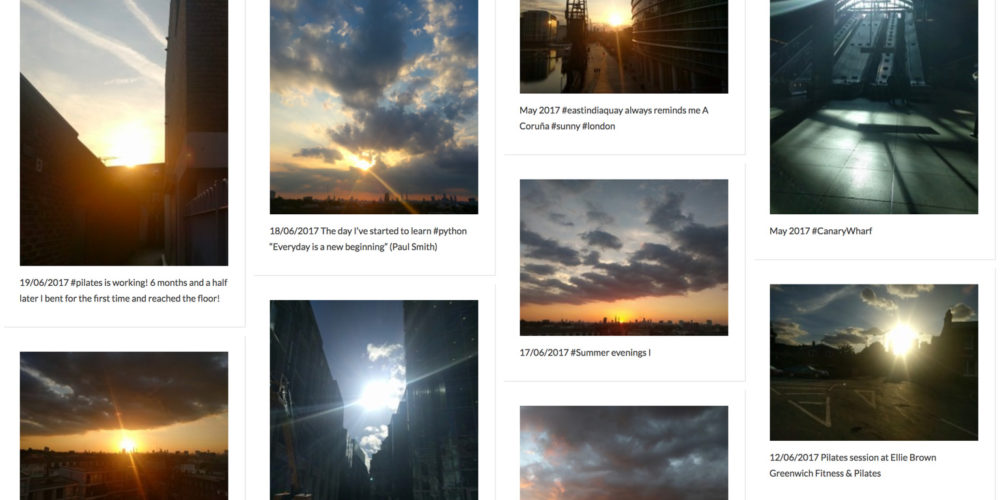 19/06/2017 #pilates is working! 6 months and a half
later I bent for the first time and reached the floor!
18/06/2017 The day I've started to learn #python
"Everyday is a new beginning" (Paul Smith)
May 2017 #eastindiaquay always reminds me A
Coruña #sunny #london
17/06/2017 #Summer evenings I
May 2017 #CanaryWharf
12/06/2017 Pilates session at Ellie Brown
Greenwich Fitness & Pilates